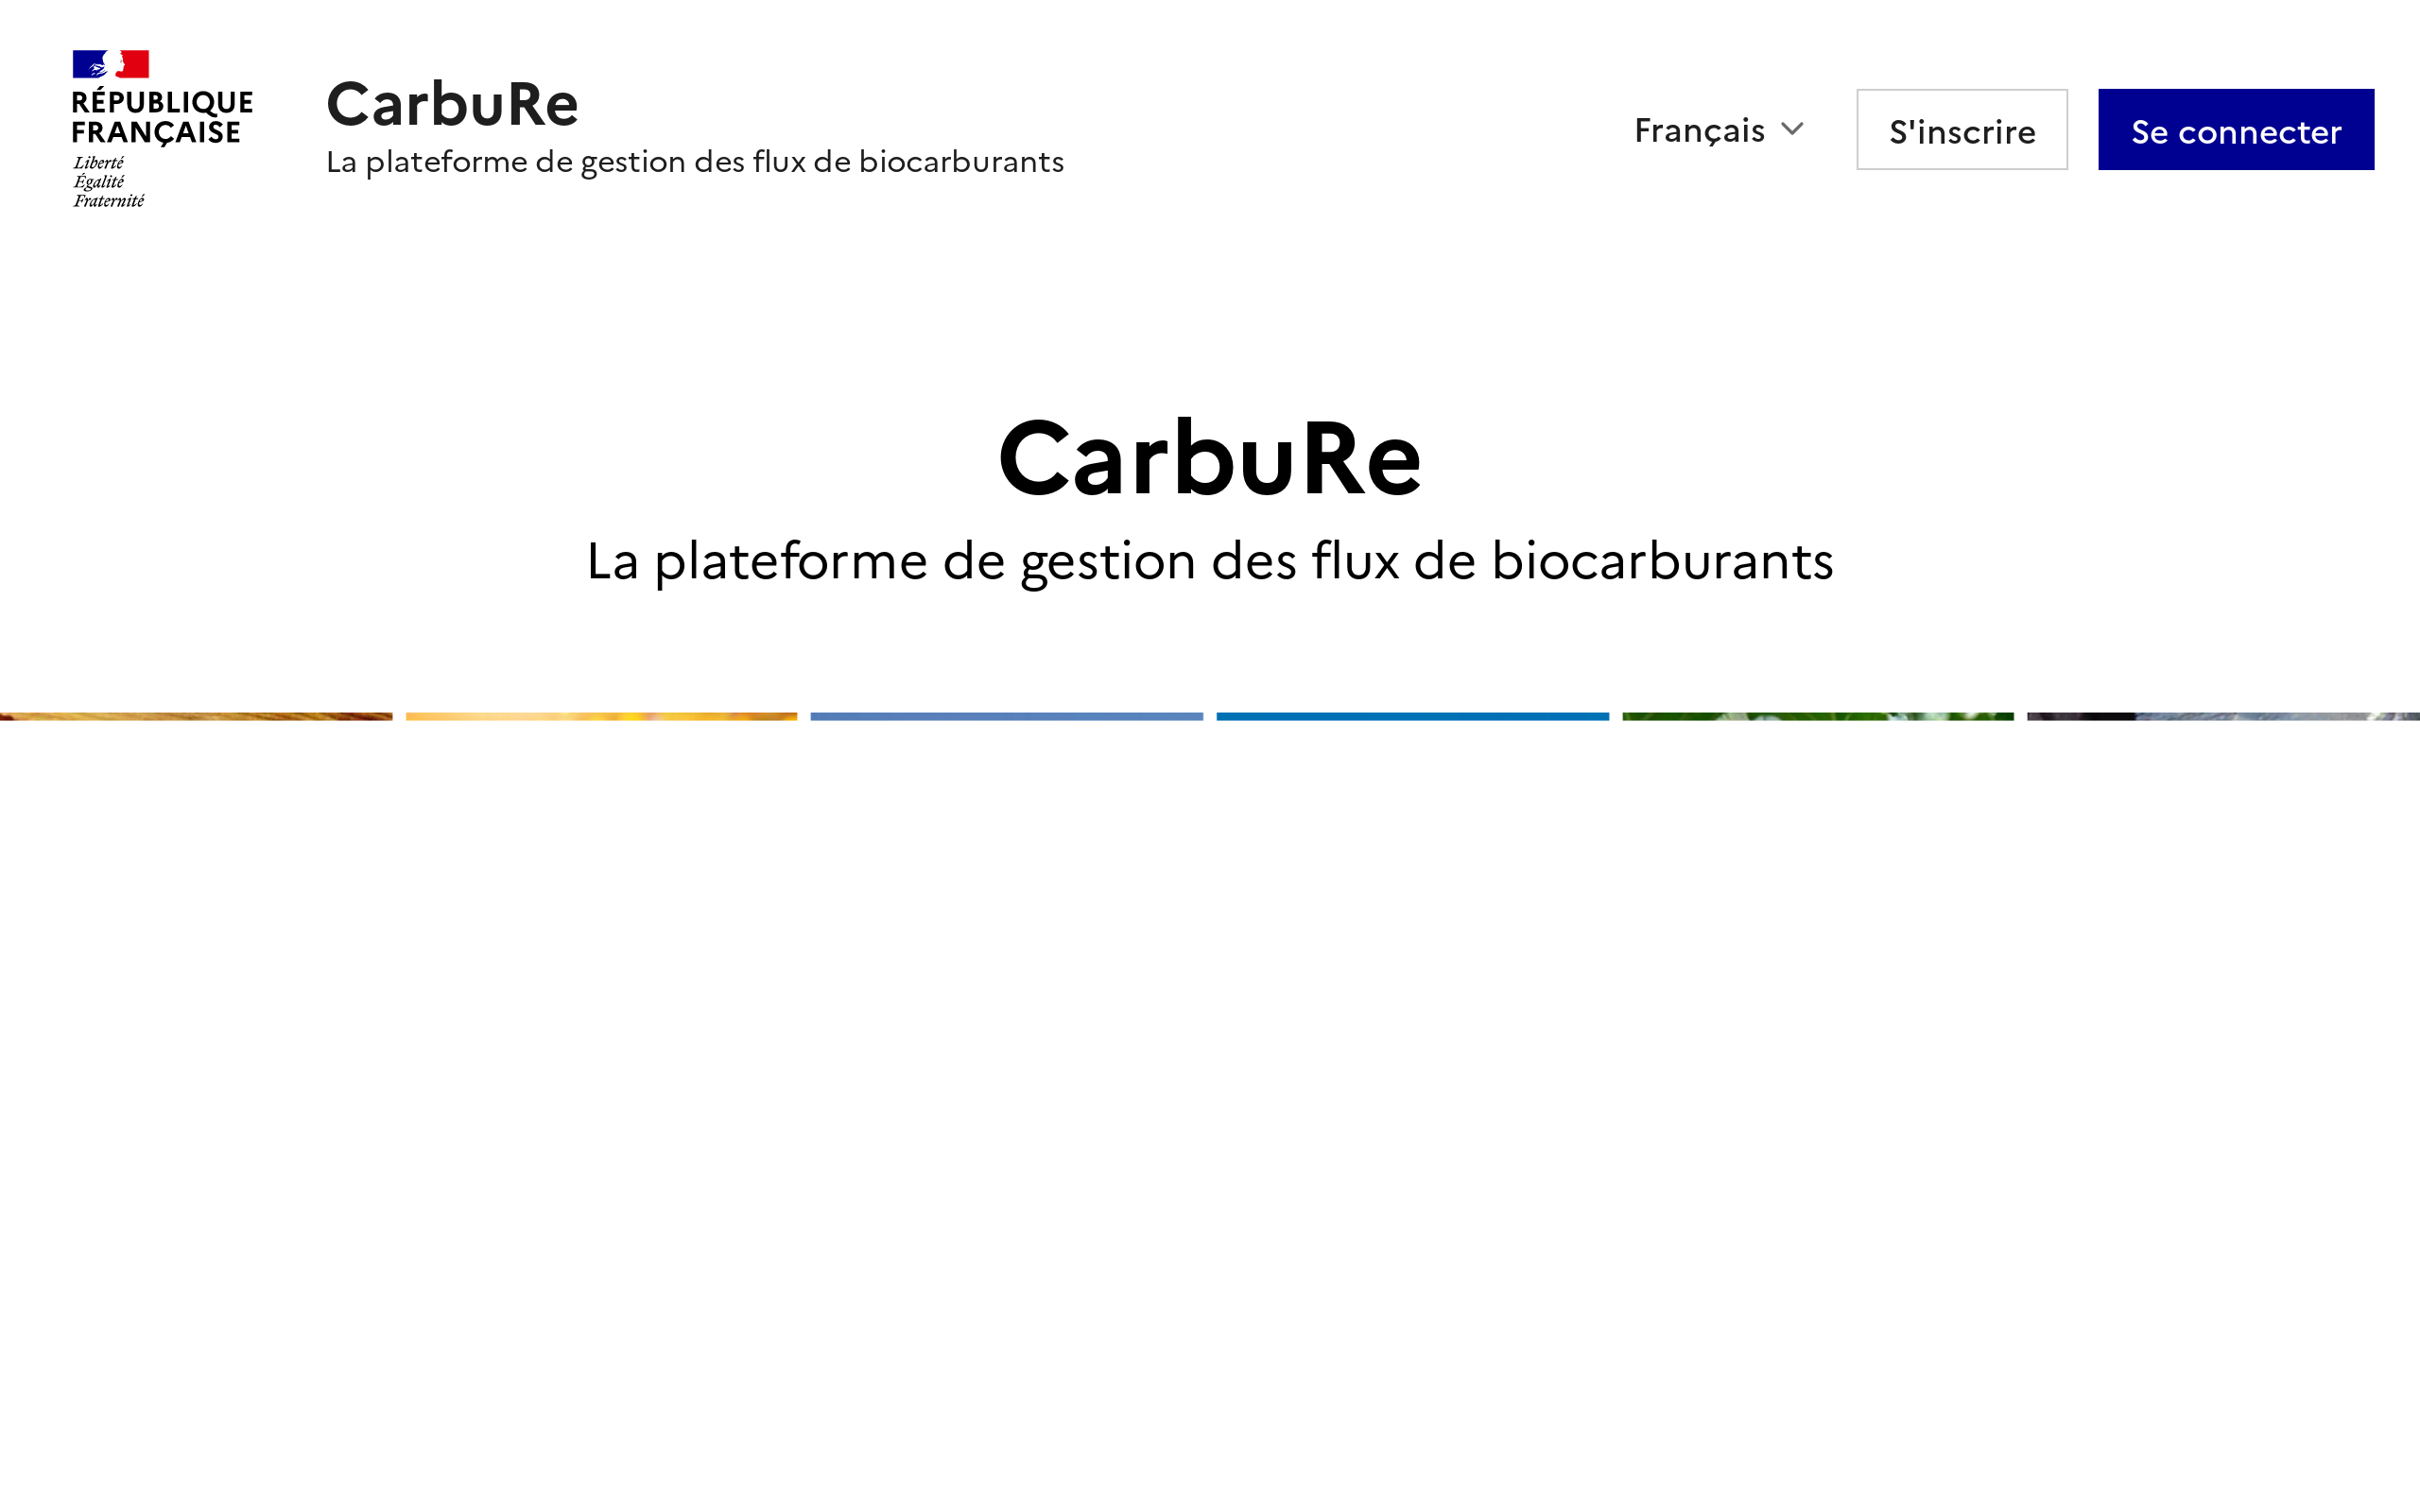 RÉPUBLIQUE
FRANÇAISE
Liberté
Égalité
Fraternité
CarbuRe
La plateforme de gestion des flux de biocarburants
Français
S'inscrire
Se connecter
CarbuRe
La plateforme de gestion des flux de biocarburants